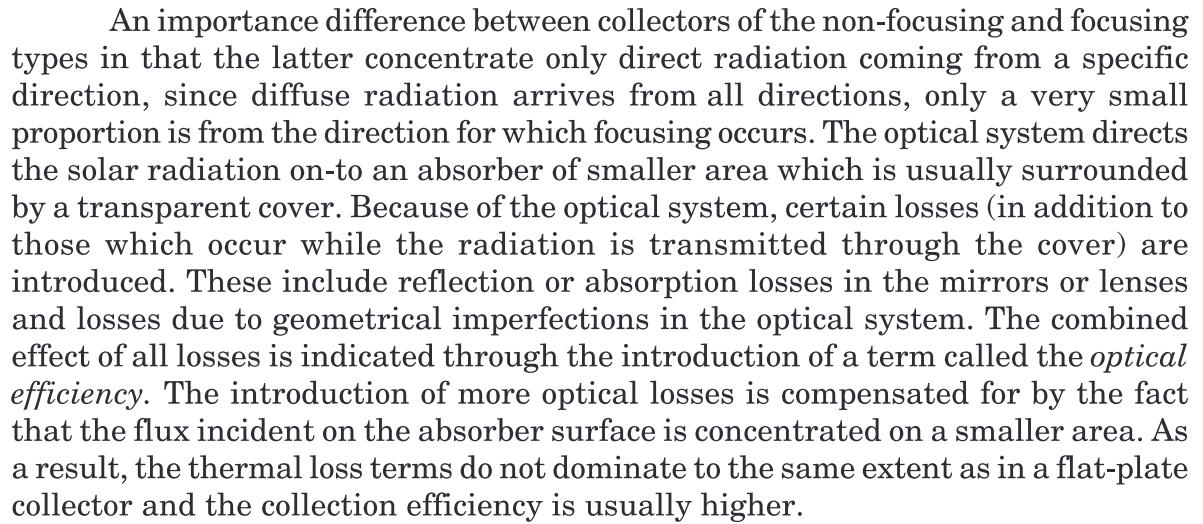 An importance difference between collectors of the non-focusing and focusing
types in that the latter concentrate only direct radiation coming from a specific
direction, since diffuse radiation arrives from all directions, only a very small
proportion is from the direction for which focusing occurs. The optical system directs
the solar radiation on-to an absorber of smaller area which is usually surrounded
by a transparent cover. Because of the optical system, certain losses (in addition to
those which occur while the radiation is transmitted through the cover) are
introduced. These include reflection or absorption losses in the mirrors or lenses
and losses due to geometrical imperfections in the optical system. The combined
effect of all losses is indicated through the introduction of a term called the optical
efficiency. The introduction of more optical losses is compensated for by the fact
that the flux incident on the absorber surface is concentrated on a smaller area. As
a result, the thermal loss terms do not dominate to the same extent as in a flat-plate
collector and the collection efficiency is usually higher.